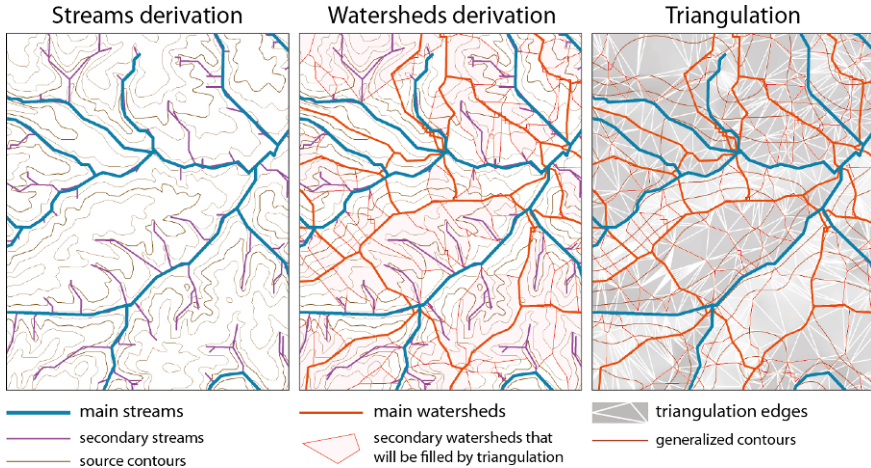 Streams derivation
Watersheds derivation
Triangulation
main streams
secondary streams
source contours
main watersheds
secondary watersheds that
will be filled by triangulation
triangulation edges
generalized contours